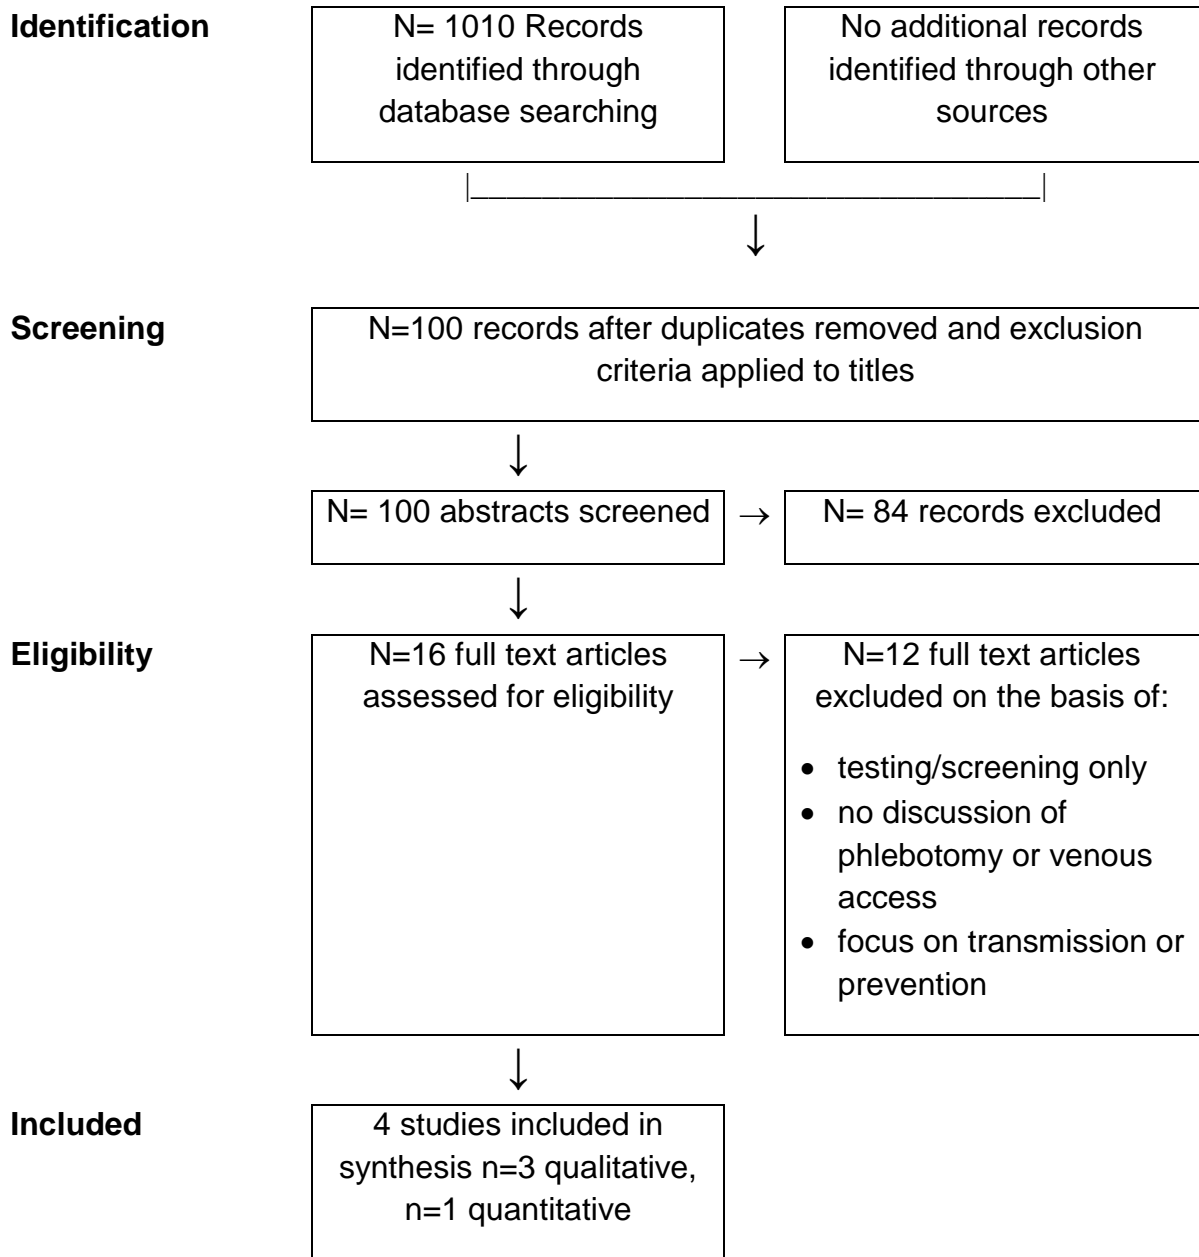 Identification
N= 1010 Records
identified through
database searching
No additional records
identified through other
sources
|________________________________|
↓
Screening
N=100 records after duplicates removed and exclusion
criteria applied to titles
↓
N= 100 abstracts screened
→
N= 84 records excluded
↓
Eligibility
N=16 full text articles
assessed for eligibility
→
N=12 full text articles
excluded on the basis of:
• testing/screening only
• no discussion of
phlebotomy or venous
access
• focus on transmission or
prevention
↓
Included
4 studies included in
synthesis n=3 qualitative,
n=1 quantitative